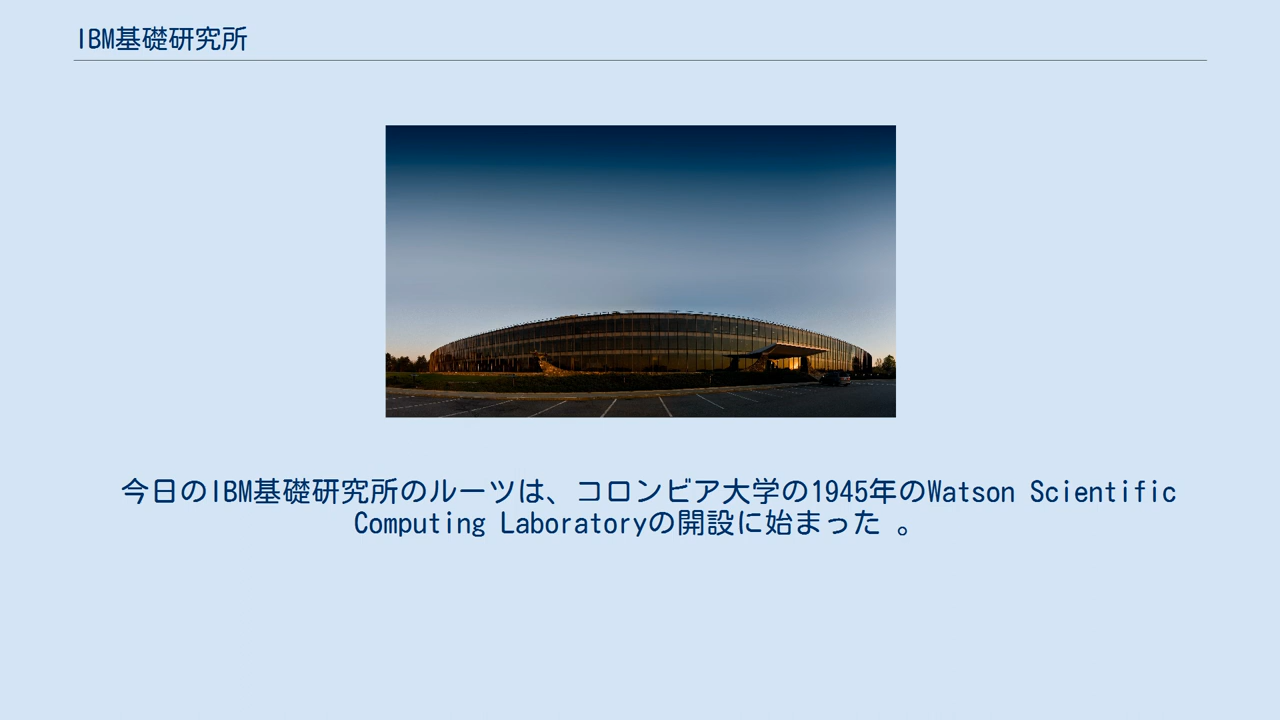 IBM基礎研究所
今日のIBM基礎研究所のルーツは、コロンビア大学の1945年のWatson Scientific
Computing Laboratoryの開設に始まった 。